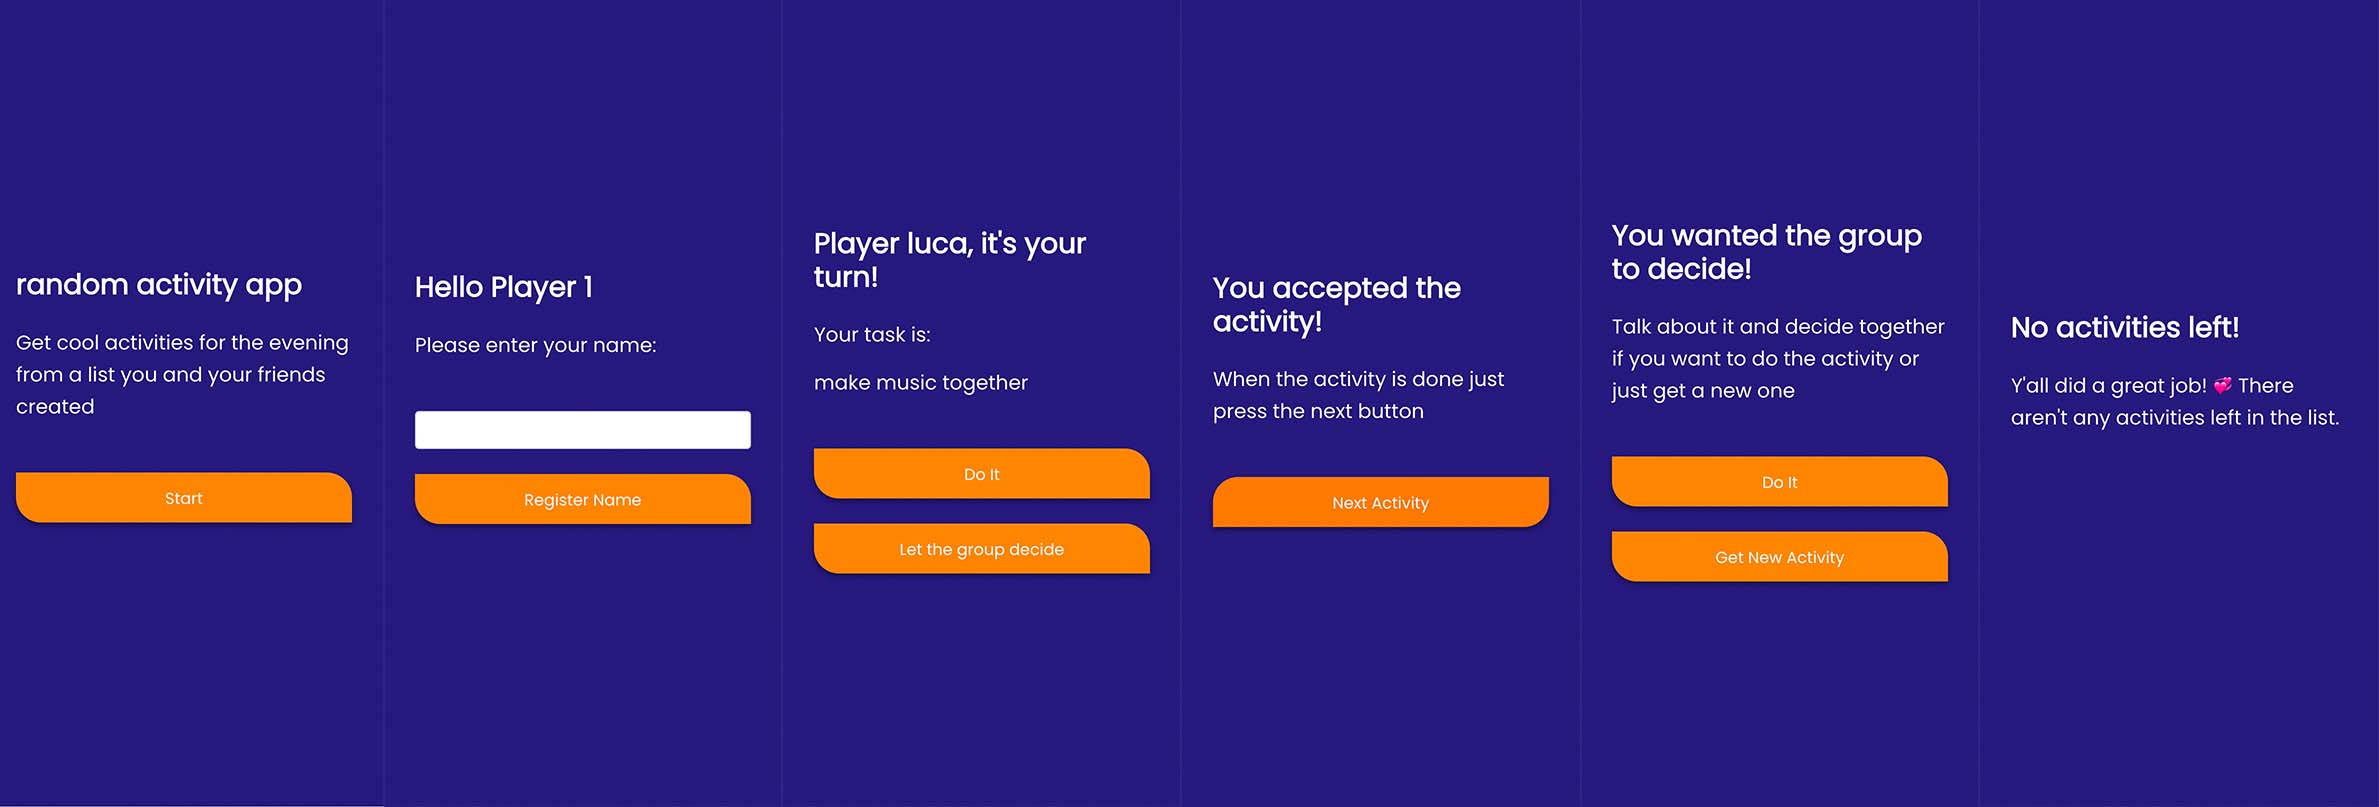 random activity app
Get cool activities for the evening
from a list you and your friends
created
Start
Hello Player 1
Please enter your name:
Register Name
Player luca, it's your
turn!
Your task is:
make music together
Do It
Let the group decide
You accepted the
activity!
When the activity is done just
press the next button
Next Activity
You wanted the group
to decide!
Talk about it and decide together
if you want to do the activity or
just get a new one
Do It
Get New Activity
No activities left!
Y'all did a great job! 💞 There
aren't any activities left in the list.